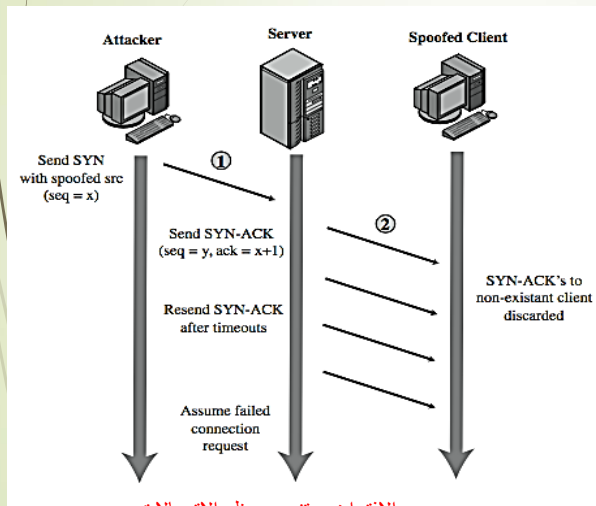 Attacker
Server
Spoofed Client
Send SYN
with spoofed src
(seq = x)
1
Send SYN-ACK
(seq = y, ack = x+1)
2
SYN-ACK's to
non-existant client
discarded
Resend SYN-ACK
after timeouts
Assume failed
connection
request